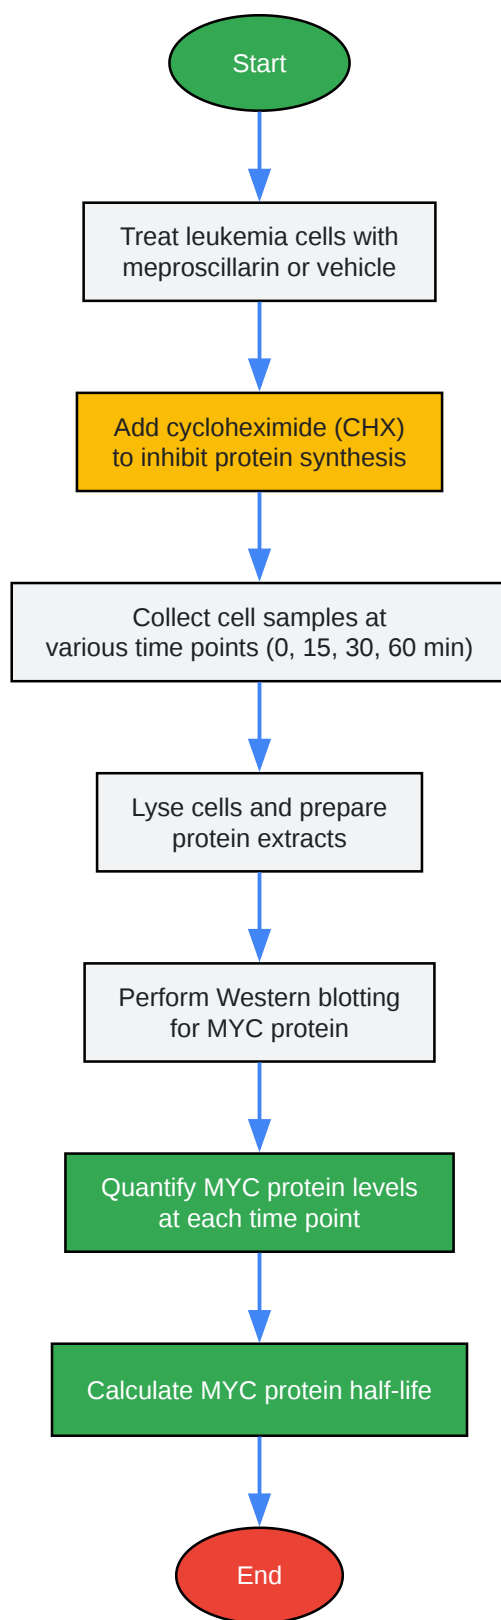 Start
Treat leukemia cells with
meproscillarin or vehicle
Add cycloheximide (CHX)
to inhibit protein synthesis
Collect cell samples at
various time points (0, 15, 30, 60 min)
Lyse cells and prepare
protein extracts
Perform Western blotting
for MYC protein
Quantify MYC protein levels
at each time point
Calculate MYC protein half-life
End